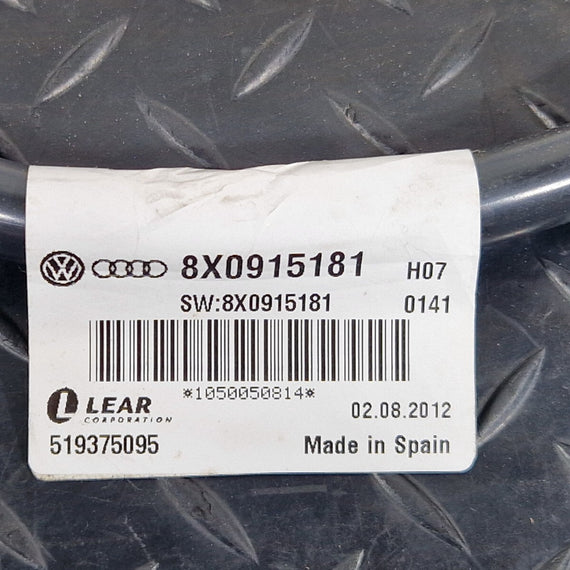 8X0915181 H07
SW:8X0915181 0141
*1050050814*
LEAR
CORPORATION
02.08.2012
519375095 Made in Spain